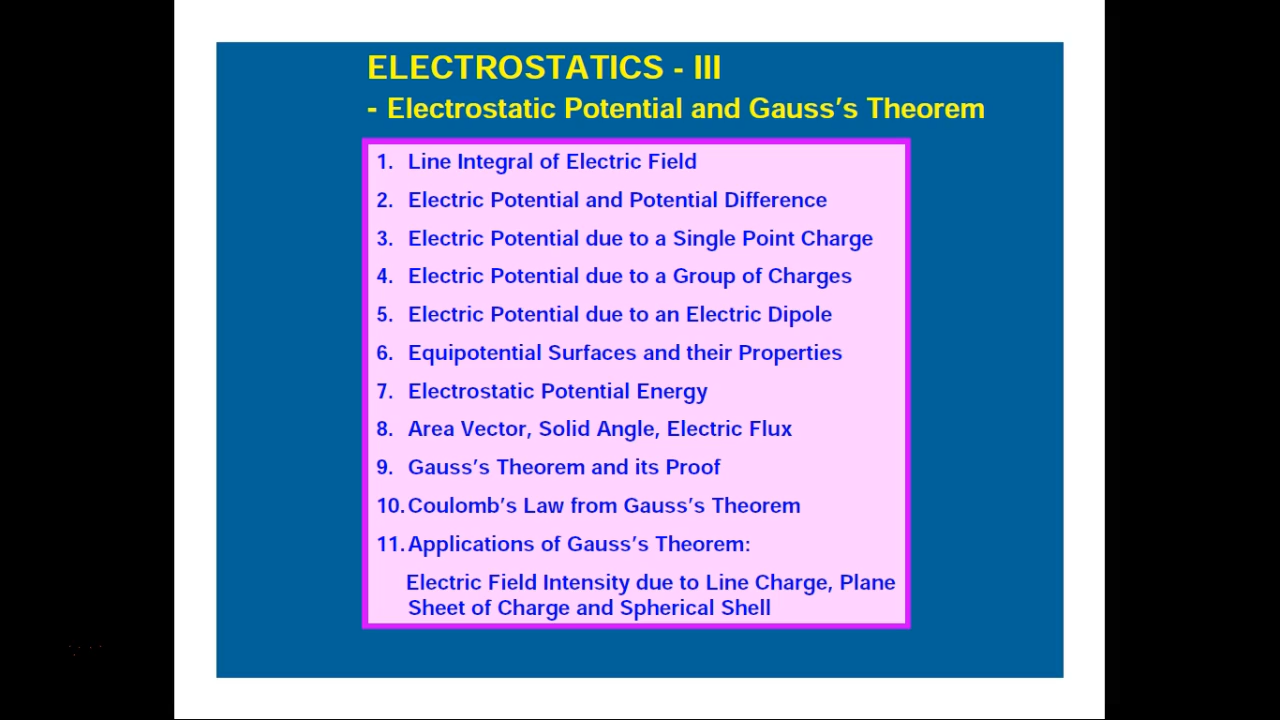 ELECTROSTATICS - III
- Electrostatic Potential and Gauss’s Theorem
1. Line Integral of Electric Field
2. Electric Potential and Potential Difference
3. Electric Potential due to a Single Point Charge
4. Electric Potential due to a Group of Charges
5. Electric Potential due to an Electric Dipole
6. Equipotential Surfaces and their Properties
7. Electrostatic Potential Energy
8. Area Vector, Solid Angle, Electric Flux
9. Gauss’s Theorem and its Proof
10. Coulomb’s Law from Gauss’s Theorem
11. Applications of Gauss’s Theorem:
Electric Field Intensity due to Line Charge, Plane
Sheet of Charge and Spherical Shell